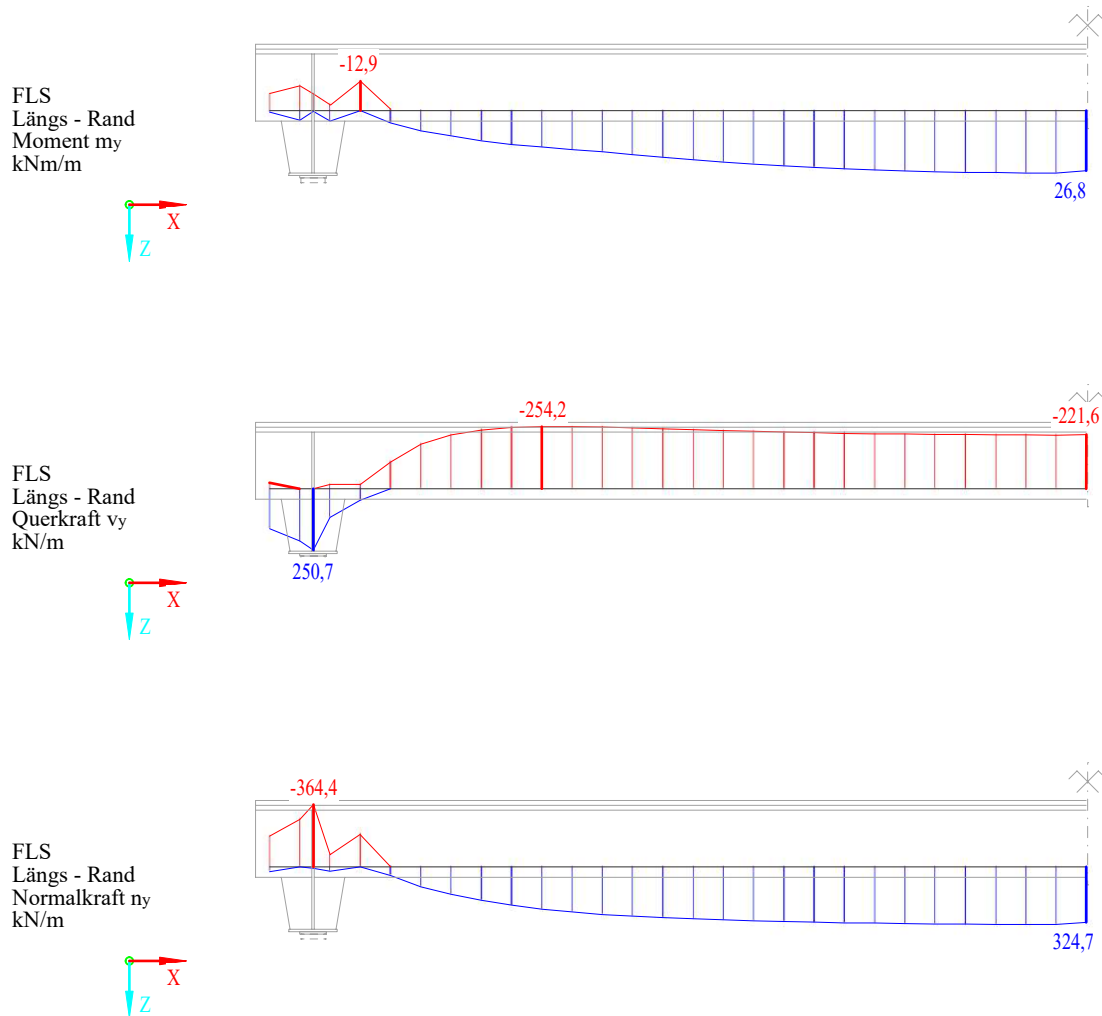 -12,9
FLS
Längs - Rand
Moment my
kNm/m
26,8
X
Z
-254,2
-221,6
FLS
Längs - Rand
Querkraft vy
kN/m
250,7
X
Z
-364,4
FLS
Längs - Rand
Normalkraft ny
kN/m
324,7
X
Z